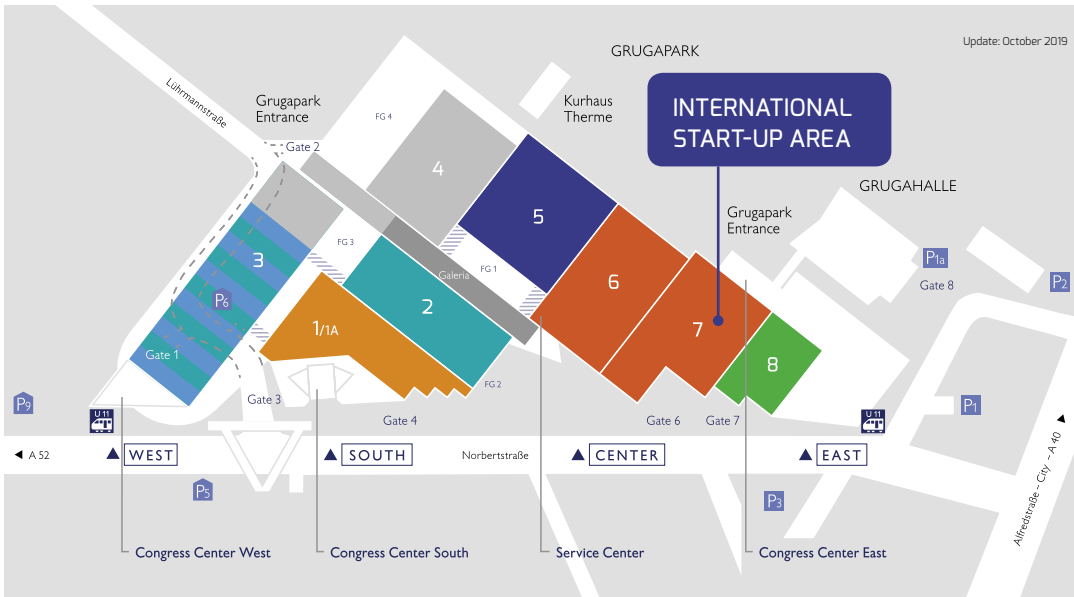 Update: October 2019
GRUGAPARK
INTERNATIONAL
START-UP AREA
Lührmannstraße
Grugapark
Entrance
Kurhaus
Therme
FG 4
Gate 2
4
GRUGAHALLE
5
Grugapark
Entrance
FG 3
3
P1a
Gate 8
P2
FG 1
Galeria
6
P6
2
1/1A
7
Gate 1
8
FG 2
P9
U 11
Gate 3
Gate 4
Gate 6
Gate 7
U 11
P1
A 52
WEST
SOUTH
Norbertstraße
CENTER
EAST
Alfredstraße – City – A 40
P5
P3
Congress Center West
Congress Center South
Service Center
Congress Center East